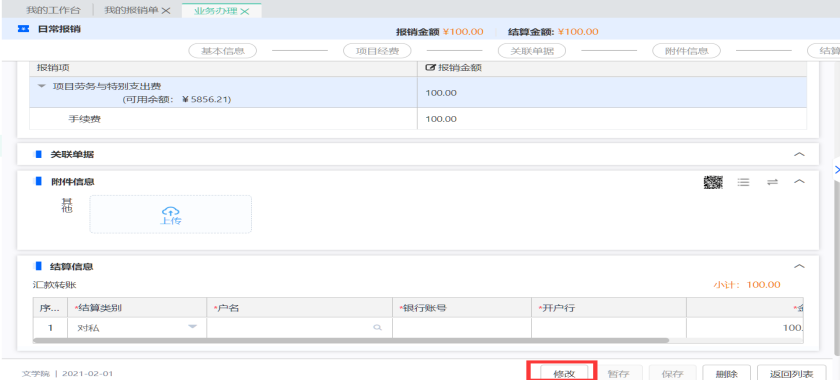 我的工作台 我的报销单 × 业务办理 ×
日常报销 报销金额 ¥100.00 结算金额: ¥100.00
基本信息 项目经费 关联单据 附件信息 结算
报销项 报销金额
项目劳务与特别支出费 100.00
(可用余额: ¥5856.21)
手续费 100.00
关联单据
附件信息
其他 上传
结算信息
汇款转账 小计: 100.00
序... *结算类别 *户名 *银行账号 *开户行
1 对私 100.
文学院 | 2021-02-01 修改 暂存 保存 删除 返回列表